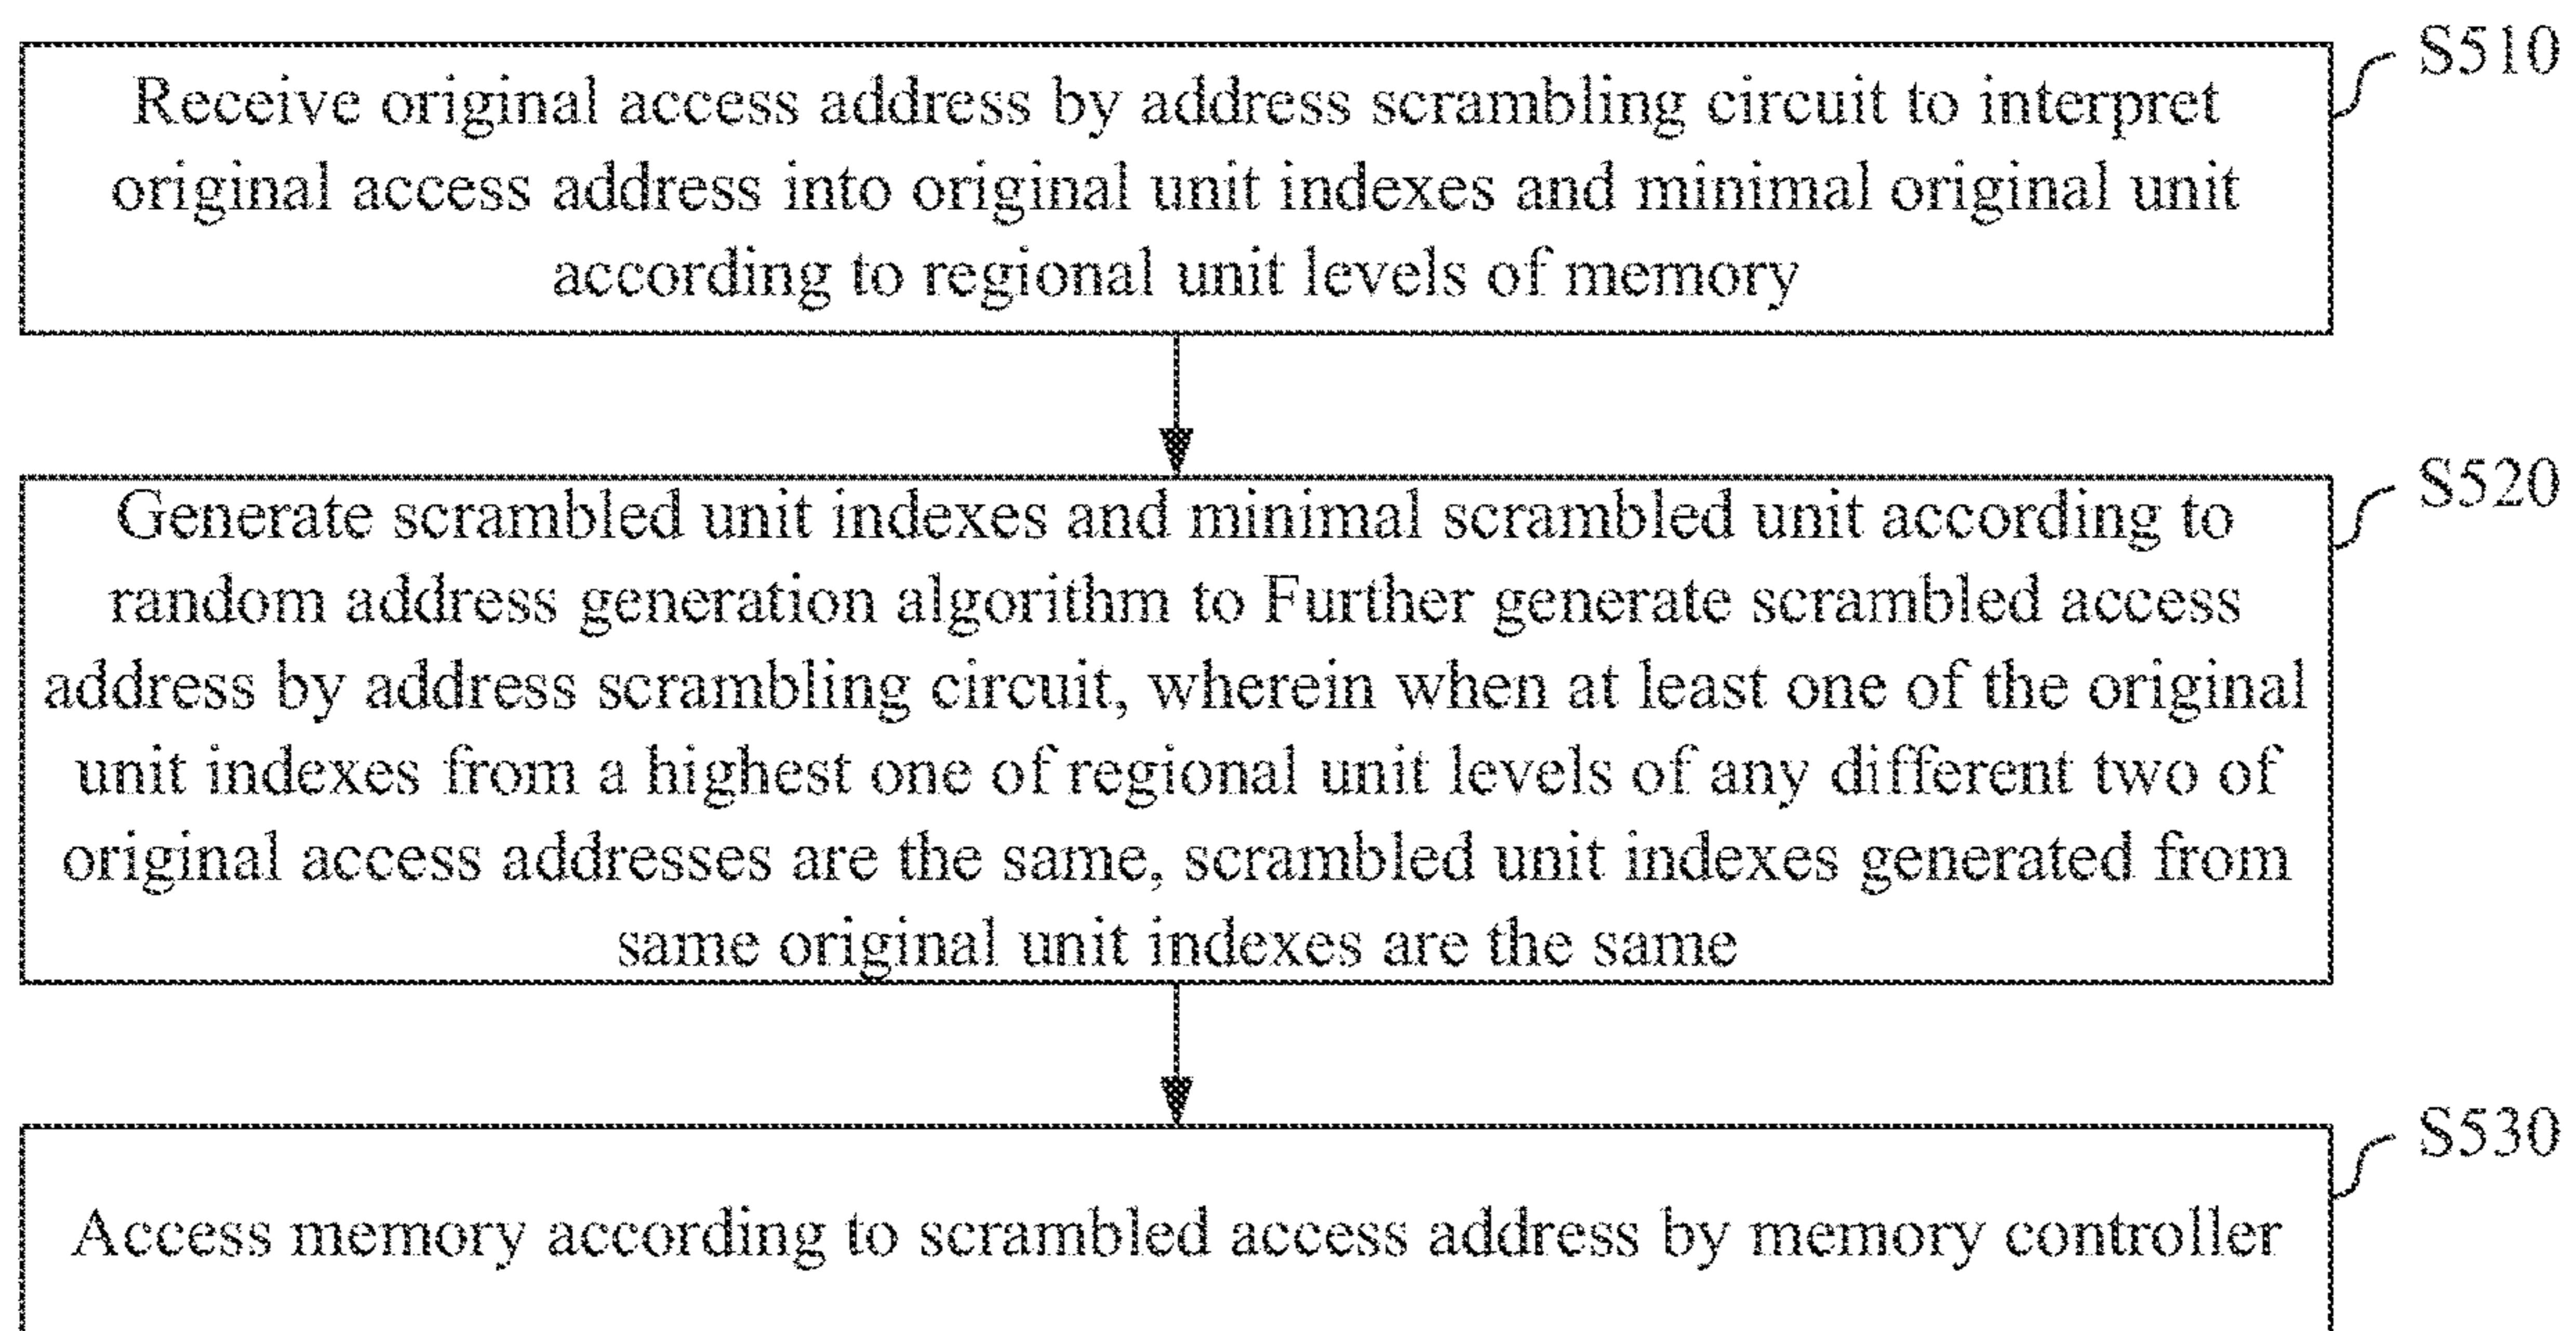 S510
Receive original access address by address scrambling circuit to interpret
original access address into original unit indexes and minimal original unit
according to regional unit levels of memory
S520
Generate scrambled unit indexes and minimal scrambled unit according to
random address generation algorithm to Further generate scrambled access
address by address scrambling circuit, wherein when at least one of the original
unit indexes from a highest one of regional unit levels of any different two of
original access addresses are the same, scrambled unit indexes generated from
same original unit indexes are the same
S530
Access memory according to scrambled access address by memory controller